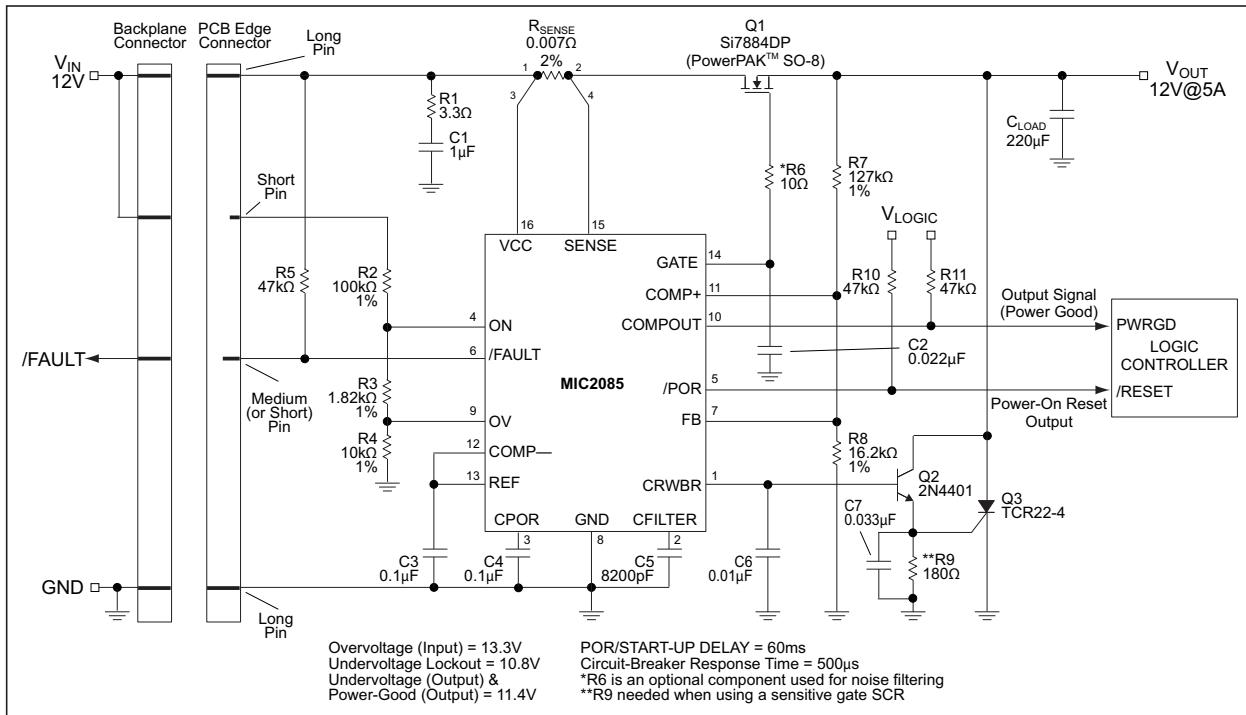 Backplane
Connector
PCB Edge
Connector
Long
Pin
VIN
12V
RSENSE
0.007Ω
2%
1
2
3
4
Q1
Si7884DP
(PowerPAK™ SO-8)
VOUT
12V@5A
R1
3.3Ω
C1
1µF
CLOAD
220µF
*R6
10Ω
R7
127kΩ
1%
Short
Pin
VLOGIC
16
15
VCC
SENSE
R5
47kΩ
R2
100kΩ
1%
GATE
14
COMP+
11
COMPOUT
10
R10
47kΩ
R11
47kΩ
Output Signal
(Power Good)
PWRGD
LOGIC
CONTROLLER
/RESET
4
ON
/FAULT
6
/FAULT
C2
0.022µF
MIC2085
/POR
5
Power-On Reset
Output
Medium
(or Short)
Pin
R3
1.82kΩ
1%
9
OV
FB
7
R4
10kΩ
1%
12
COMP—
13
REF
R8
16.2kΩ
1%
CRWBR
1
Q2
2N4401
Q3
TCR22-4
C7
0.033µF
**R9
180Ω
CPOR
GND
CFILTER
3
8
2
C3
0.1µF
C4
0.1µF
C5
8200pF
C6
0.01µF
GND
Long
Pin
Overvoltage (Input) = 13.3V
Undervoltage Lockout = 10.8V
Undervoltage (Output) &
Power-Good (Output) = 11.4V
POR/START-UP DELAY = 60ms
Circuit-Breaker Response Time = 500µs
*R6 is an optional component used for noise filtering
**R9 needed when using a sensitive gate SCR